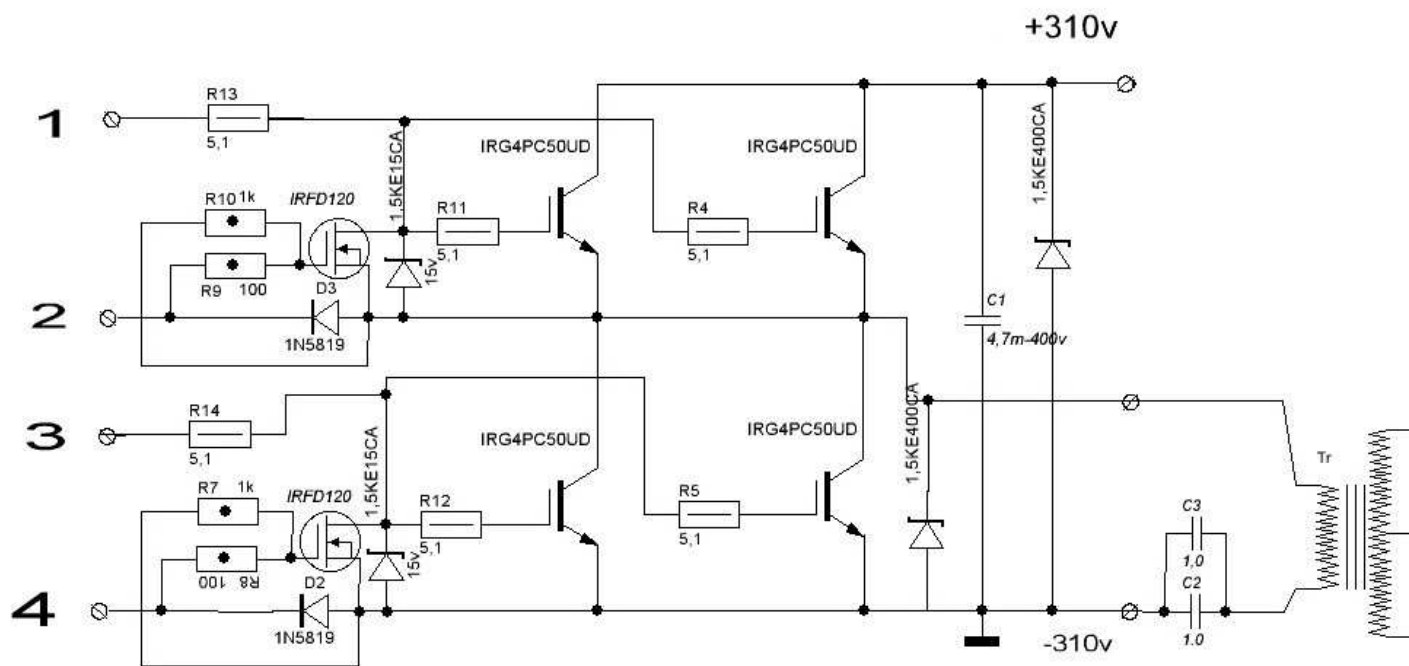 +310v
1
R13
5,1
1,5KE15CA
IRG4PC50UD
IRG4PC50UD
1,5KE400CA
R10 1k
IRFD120
R11
5,1
R4
5,1
R9 100
D3
15v
2
1N5819
C1
4,7m-400v
3
R14
5,1
1,5KE15CA
IRG4PC50UD
IRG4PC50UD
1,5KE400CA
Tr
R7 1k
IRFD120
R12
5,1
R5
5,1
C3
1,0
100 R8
D2
15v
C2
1.0
4
1N5819
-310v